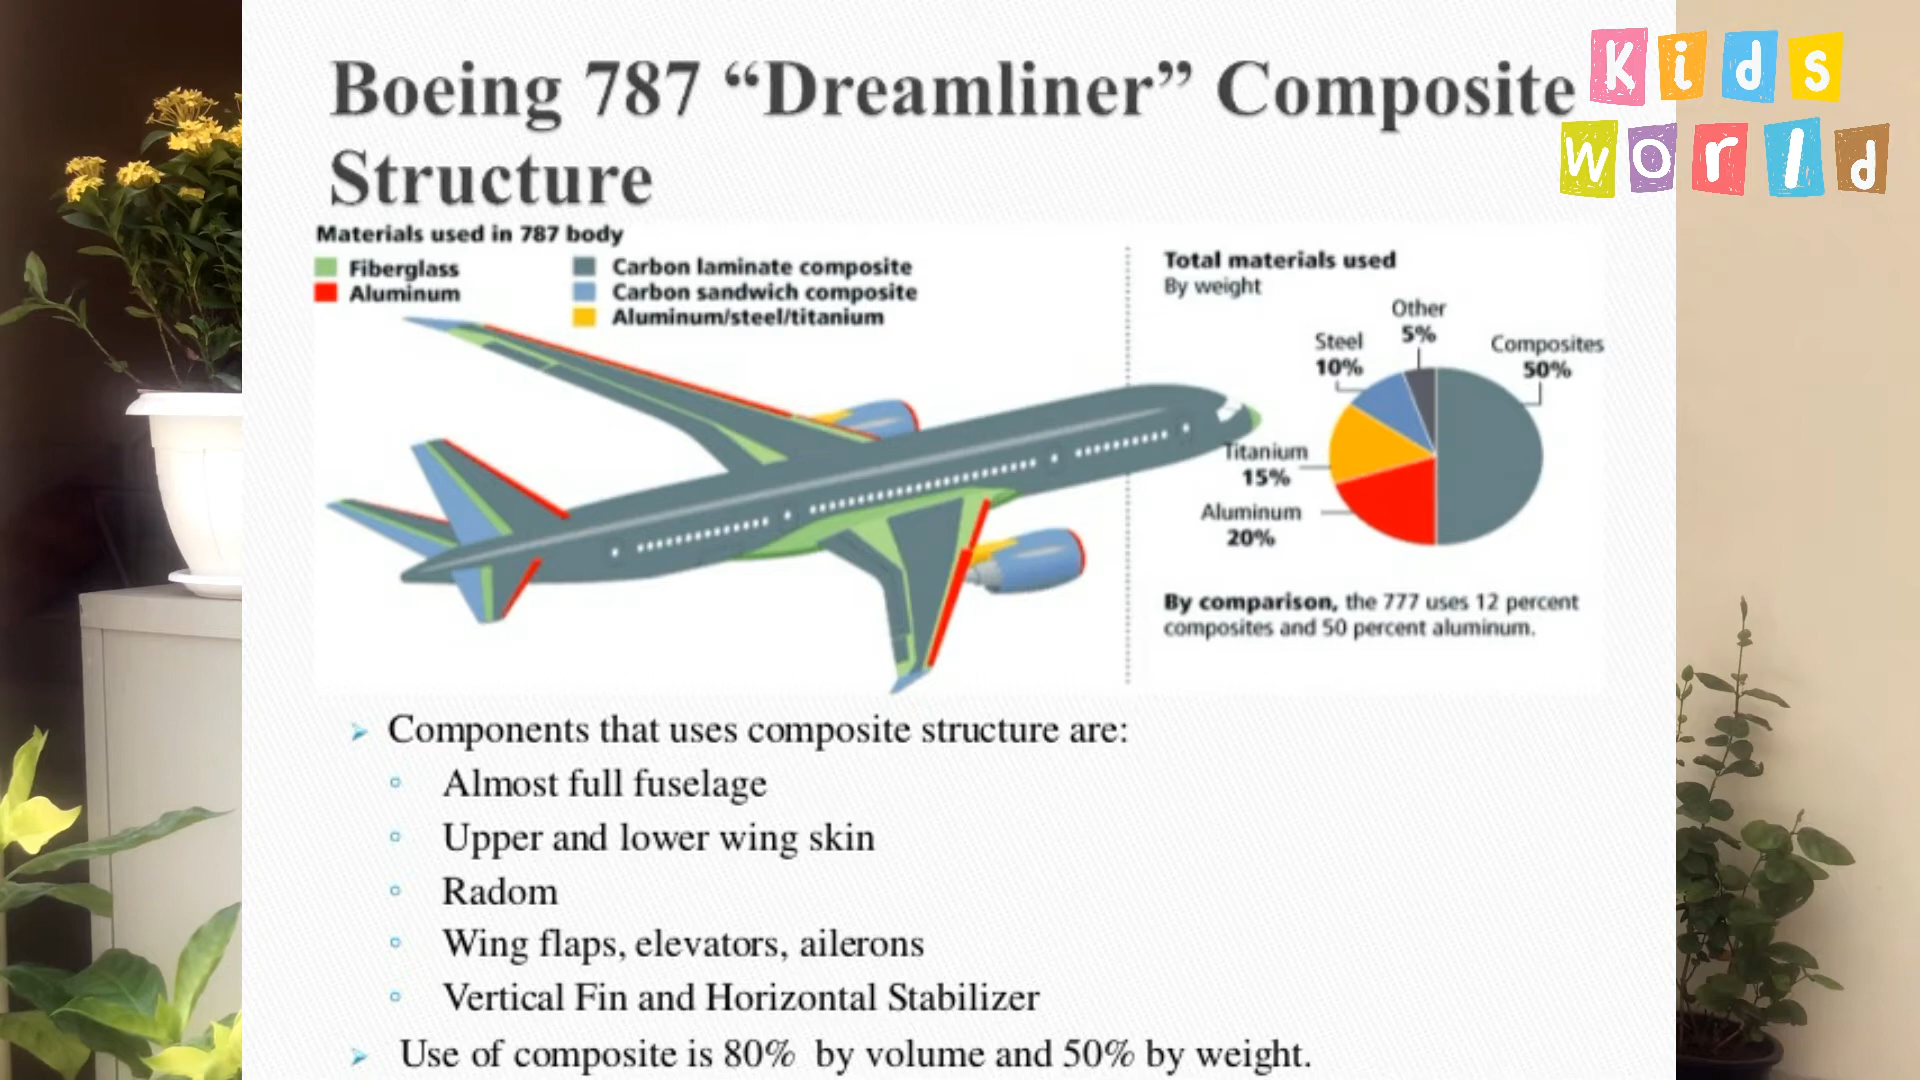 Boeing 787 “Dreamliner” Composite
Structure
Kids
World
Materials used in 787 body
Fiberglass
Aluminum
Carbon laminate composite
Carbon sandwich composite
Aluminum/steel/titanium
Total materials used
By weight
Other
5%
Steel
10%
Composites
50%
Titanium
15%
Aluminum
20%
By comparison, the 777 uses 12 percent
composites and 50 percent aluminum.
Components that uses composite structure are:
Almost full fuselage
Upper and lower wing skin
Radom
Wing flaps, elevators, ailerons
Vertical Fin and Horizontal Stabilizer
Use of composite is 80% by volume and 50% by weight.